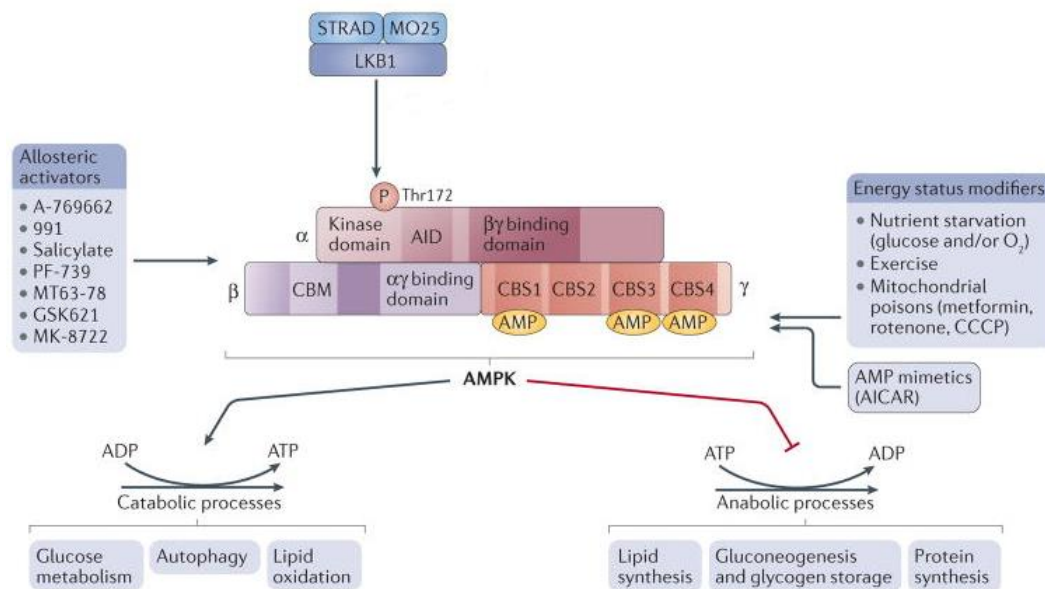 STRAD MO25
LKB1
Allosteric
activators
• A-769662
• 991
• Salicylate
• PF-739
• MT63-78
• GSK621
• MK-8722
P Thr172
α
Kinase
domain
AID
βγ binding
domain
β
CBM
αγ binding
domain
CBS1 CBS2 CBS3 CBS4
γ
AMP AMP AMP
Energy status modifiers
• Nutrient starvation
(glucose and/or O₂)
• Exercise
• Mitochondrial
poisons (metformin,
rotenone, CCCP)
AMP mimetics
(AICAR)
AMPK
ADP ATP
Catabolic processes
Glucose
metabolism
Autophagy
Lipid
oxidation
ATP ADP
Anabolic processes
Lipid
synthesis
Gluconeogenesis
and glycogen storage
Protein
synthesis